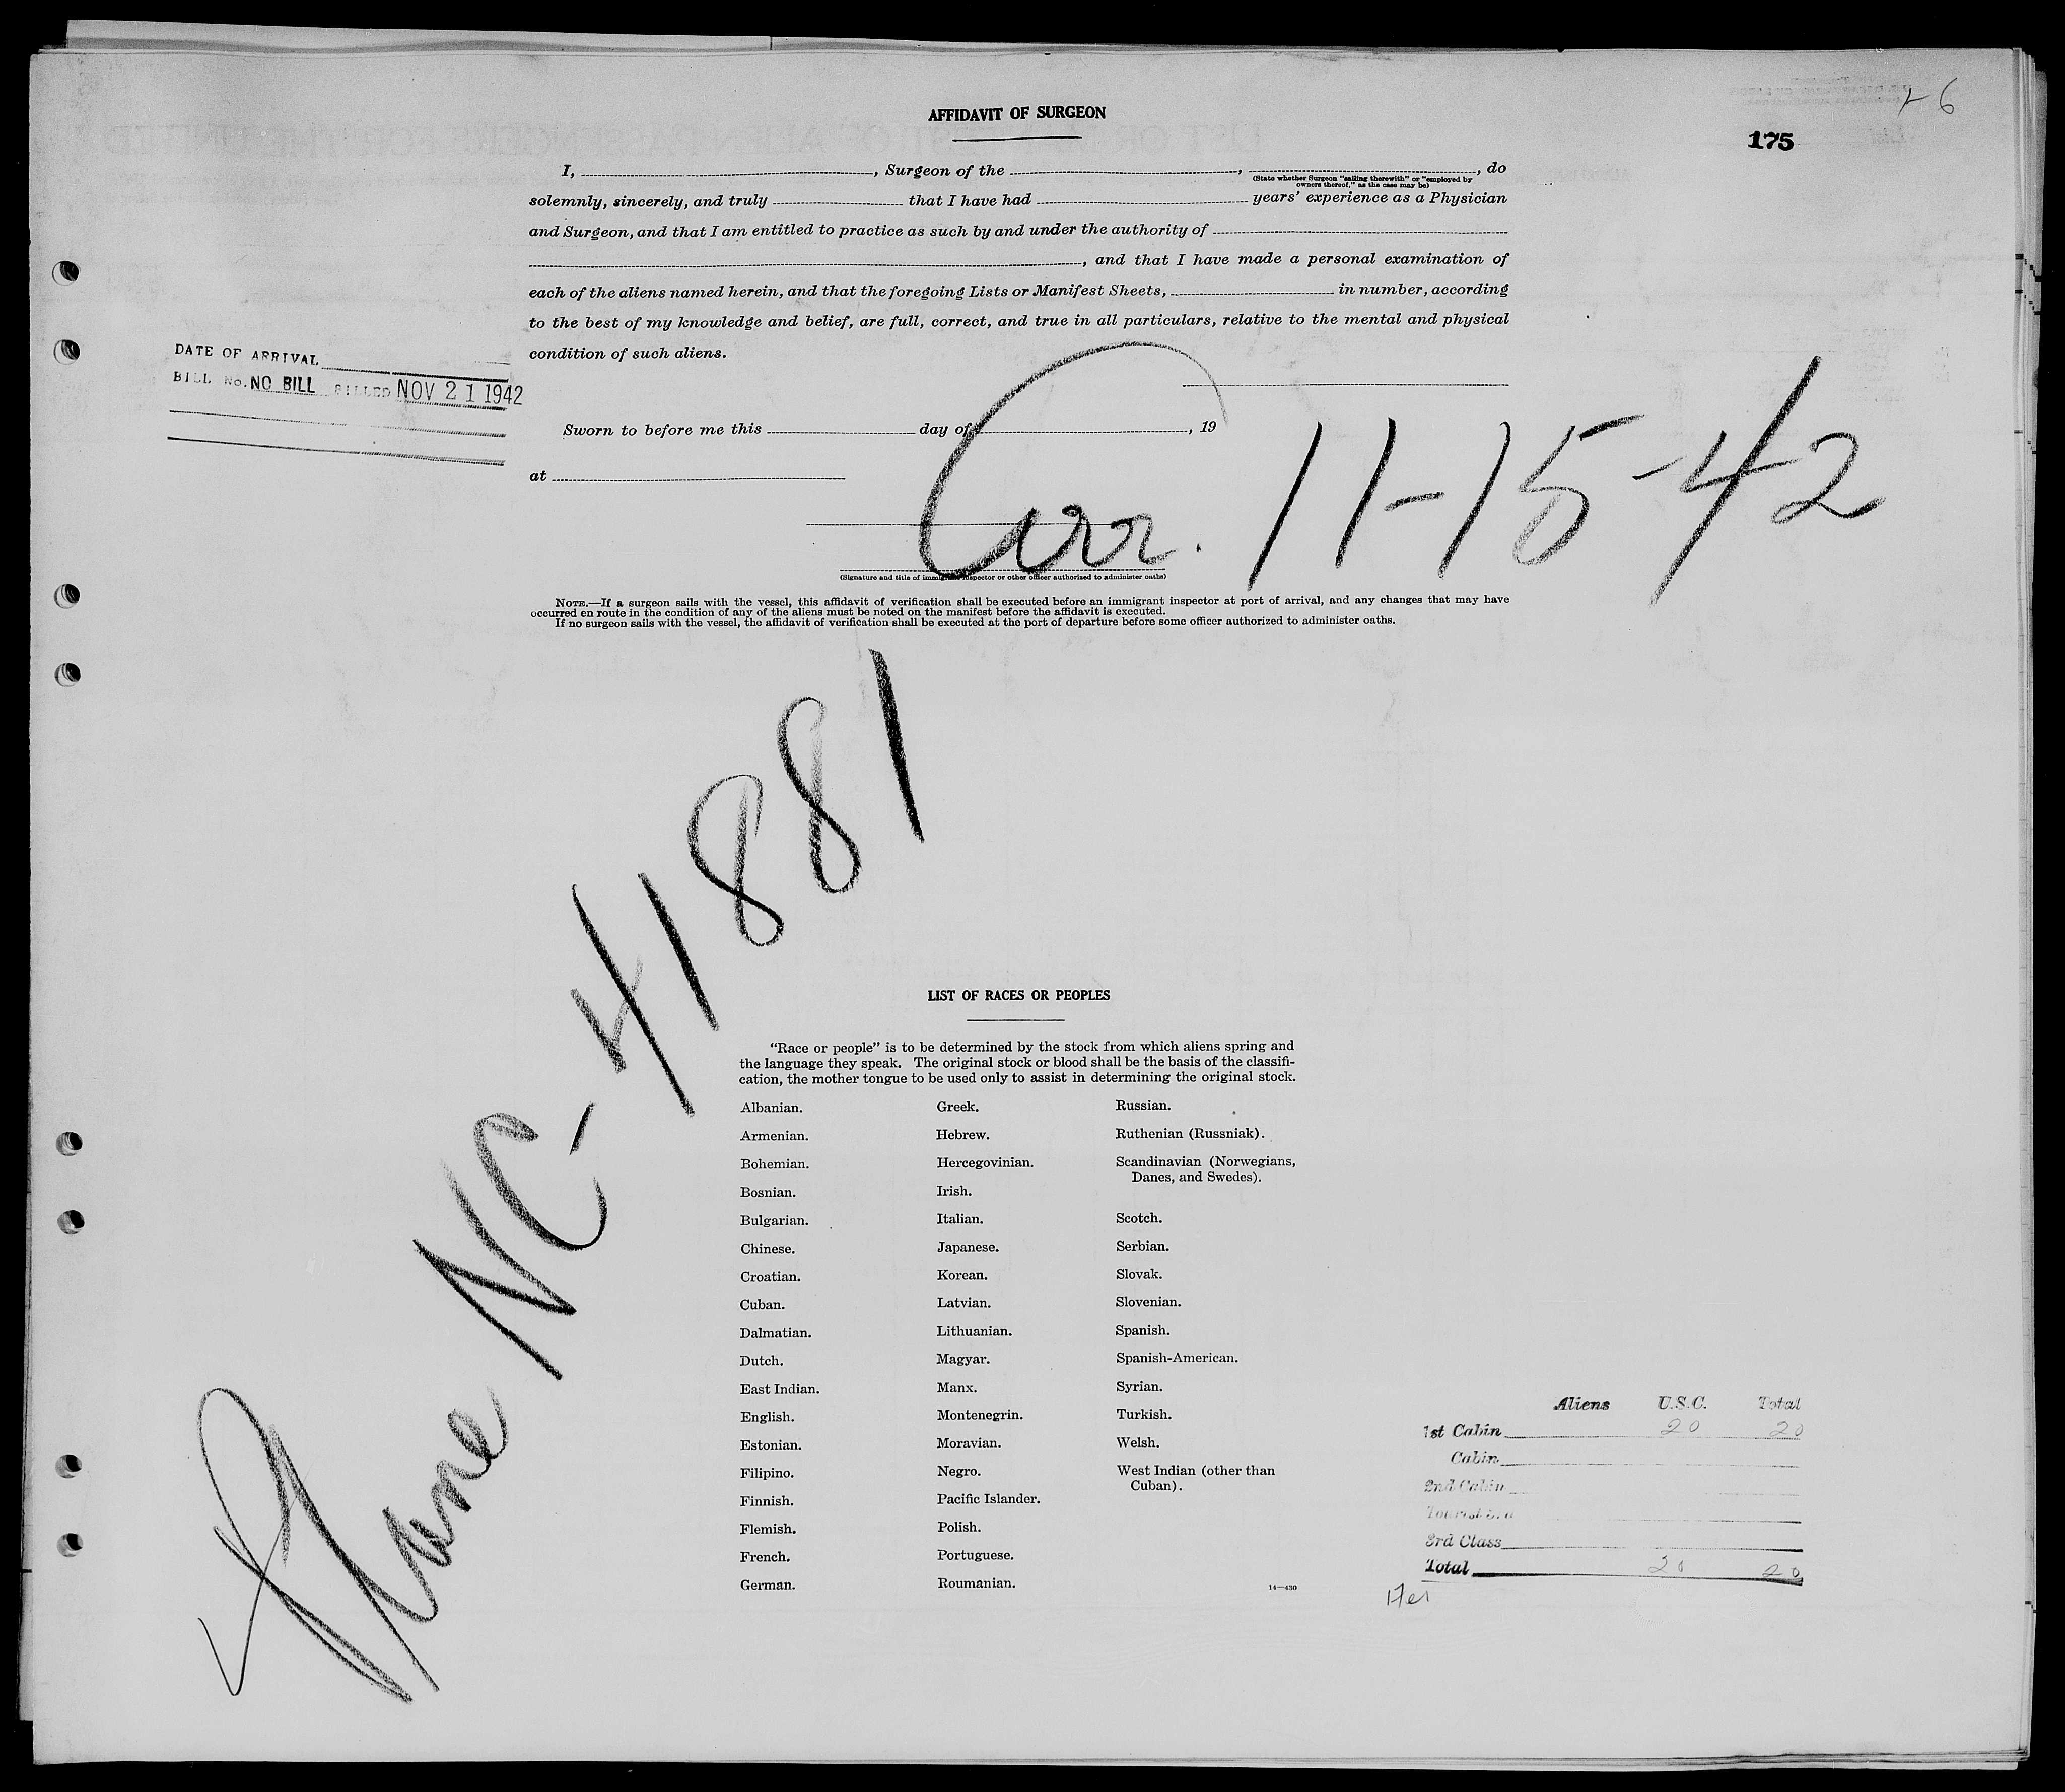 + 6
175
AFFIDAVIT OF SURGEON
I, , Surgeon of the , , do
(State whether Surgeon "sailing therewith" or "employed by
owners thereof," as the case may be)
solemnly, sincerely, and truly that I have had years' experience as a Physician
and Surgeon, and that I am entitled to practice as such by and under the authority of
, and that I have made a personal examination of
each of the aliens named herein, and that the foregoing Lists or Manifest Sheets, in number, according
to the best of my knowledge and belief, are full, correct, and true in all particulars, relative to the mental and physical
condition of such aliens.
DATE OF ARRIVAL
BILL No. NO BILL BILLED NOV 21 1942
Sworn to before me this day of , 19
at
Arr. 11-15-42
(Signature and title of immigrant inspector or other officer authorized to administer oaths)
NOTE.—If a surgeon sails with the vessel, this affidavit of verification shall be executed before an immigrant inspector at port of arrival, and any changes that may have
occurred en route in the condition of any of the aliens must be noted on the manifest before the affidavit is executed.
If no surgeon sails with the vessel, the affidavit of verification shall be executed at the port of departure before some officer authorized to administer oaths.
Plane NC-41881
LIST OF RACES OR PEOPLES
"Race or people" is to be determined by the stock from which aliens spring and
the language they speak. The original stock or blood shall be the basis of the classifi-
cation, the mother tongue to be used only to assist in determining the original stock.
Albanian.
Armenian.
Bohemian.
Bosnian.
Bulgarian.
Chinese.
Croatian.
Cuban.
Dalmatian.
Dutch.
East Indian.
English.
Estonian.
Filipino.
Finnish.
Flemish.
French.
German.
Greek.
Hebrew.
Hercegovinian.
Irish.
Italian.
Japanese.
Korean.
Latvian.
Lithuanian.
Magyar.
Manx.
Montenegrin.
Moravian.
Negro.
Pacific Islander.
Polish.
Portuguese.
Roumanian.
Russian.
Ruthenian (Russniak).
Scandinavian (Norwegians,
Danes, and Swedes).
Scotch.
Serbian.
Slovak.
Slovenian.
Spanish.
Spanish-American.
Syrian.
Turkish.
Welsh.
West Indian (other than
Cuban).
14—430
Aliens U.S.C. Total
1st Cabin 20 20
Cabin
2nd Cabin
Tourist 3rd
3rd Class
Total 20 20